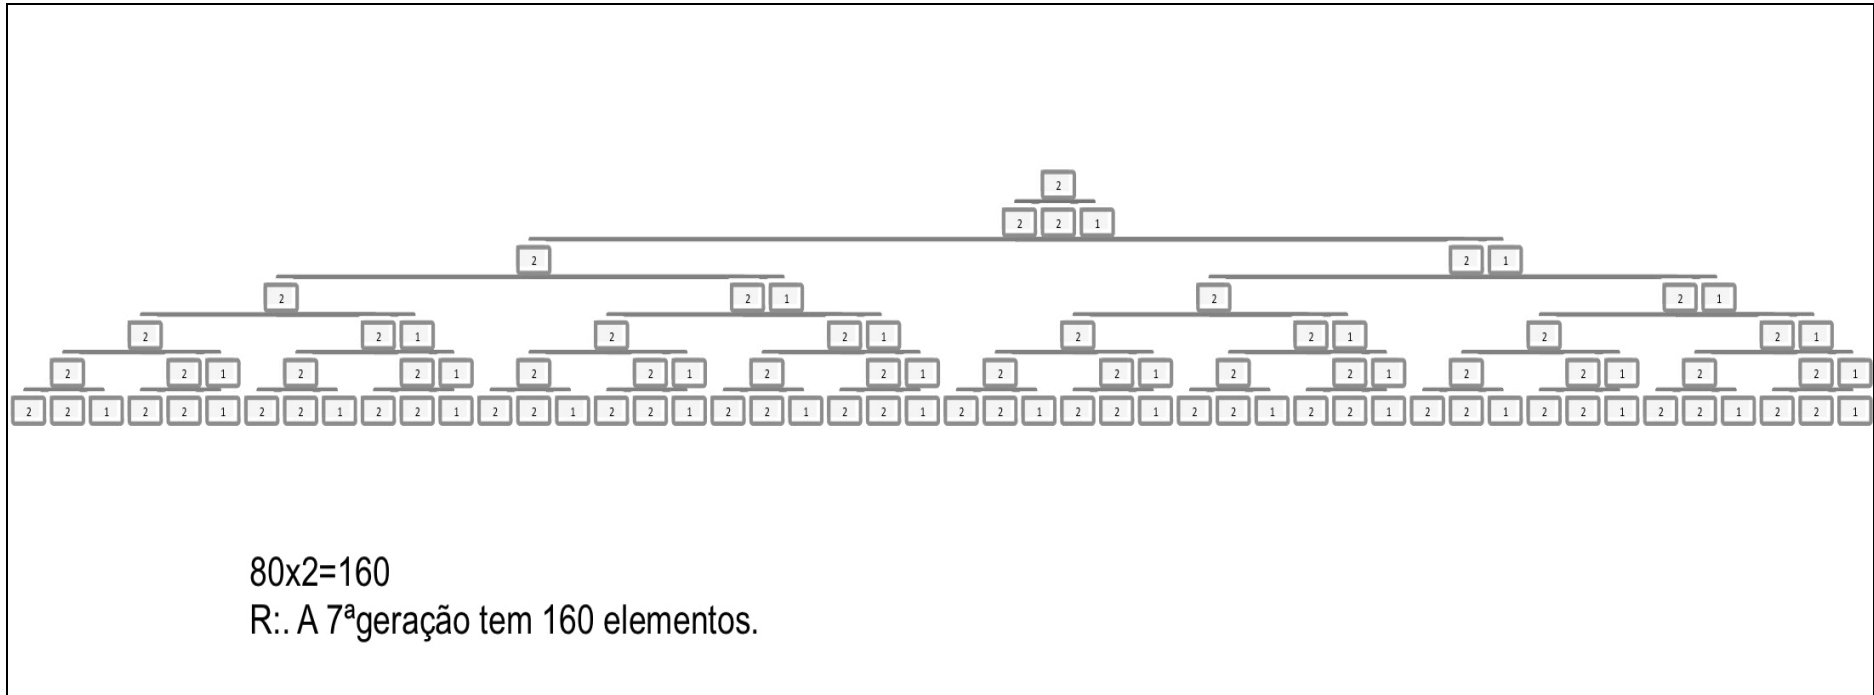 2
2 2 1
2 2 1
2 2 1 2 2 1
2 2 1 2 2 1 2 2 1 2 2 1
2 2 1 2 2 1 2 2 1 2 2 1 2 2 1 2 2 1 2 2 1 2 2 1
2 2 1 2 2 1 2 2 1 2 2 1 2 2 1 2 2 1 2 2 1 2 2 1 2 2 1 2 2 1 2 2 1 2 2 1 2 2 1 2 2 1 2 2 1 2 2 1
80x2=160
R:. A 7ªgeração tem 160 elementos.